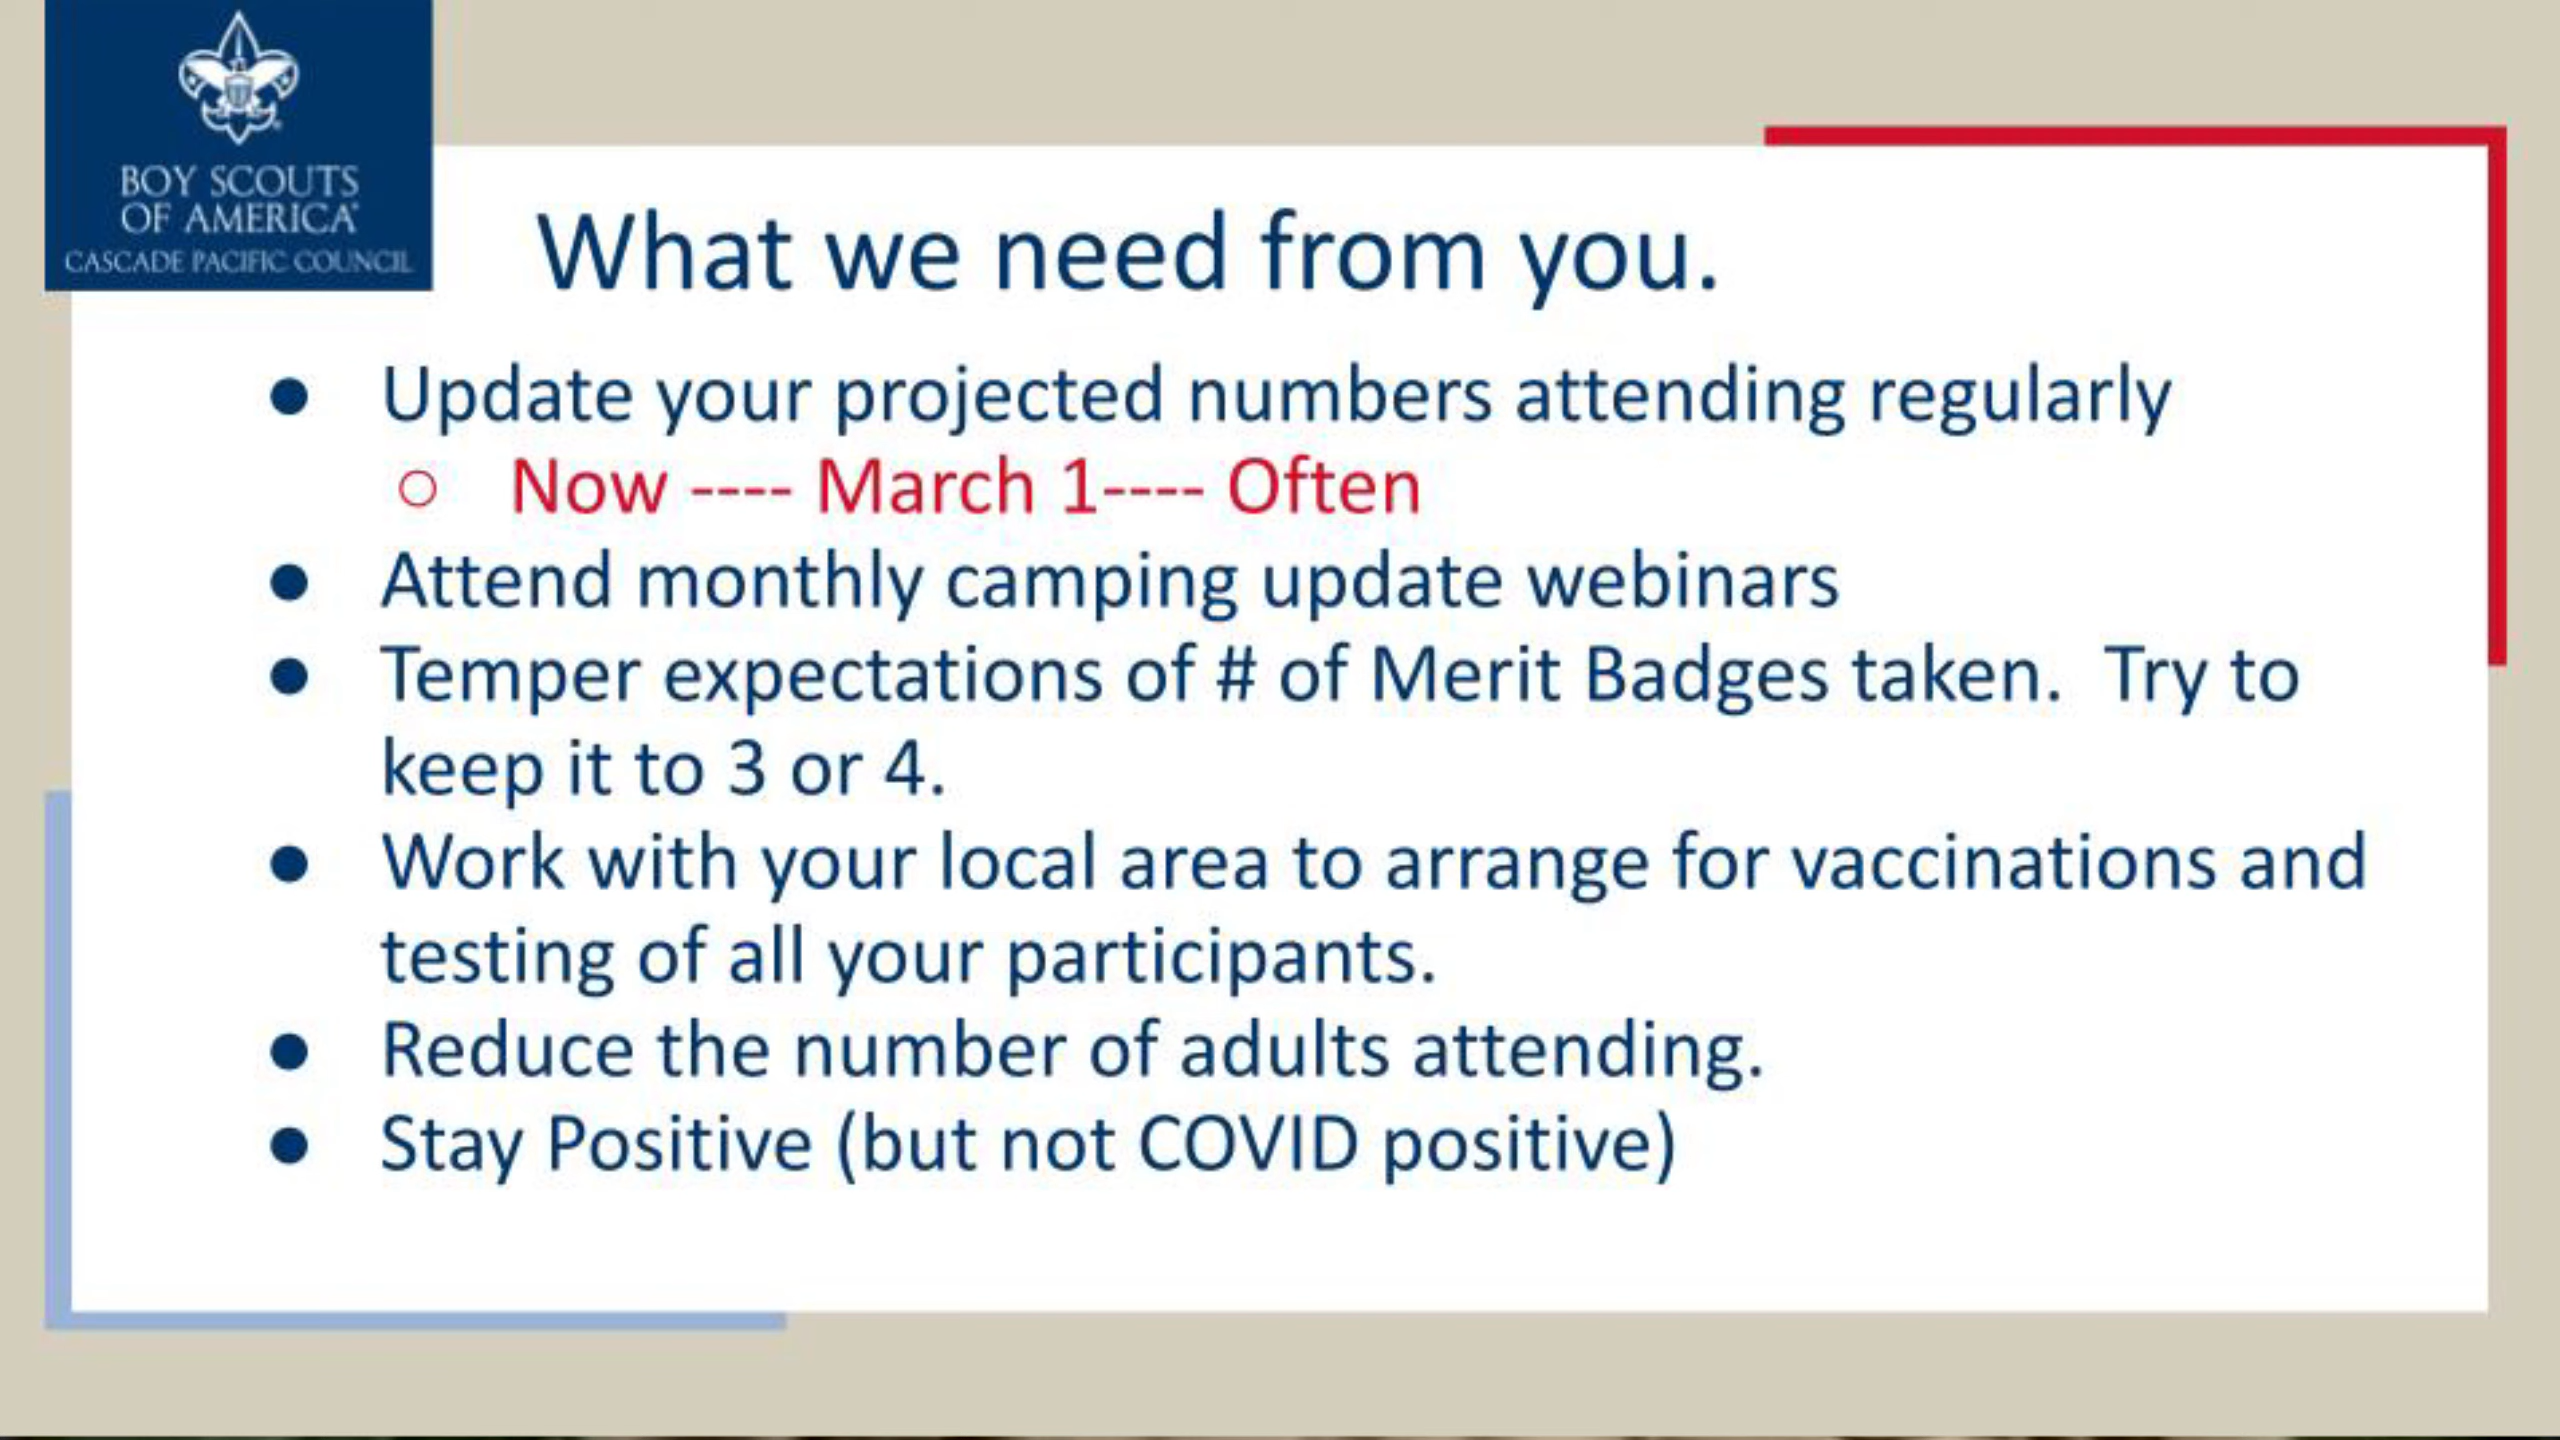 BOY SCOUTS
OF AMERICA®
CASCADE PACIFIC COUNCIL
What we need from you.
● Update your projected numbers attending regularly
○ Now ---- March 1---- Often
● Attend monthly camping update webinars
● Temper expectations of # of Merit Badges taken.  Try to
keep it to 3 or 4.
● Work with your local area to arrange for vaccinations and
testing of all your participants.
● Reduce the number of adults attending.
● Stay Positive (but not COVID positive)